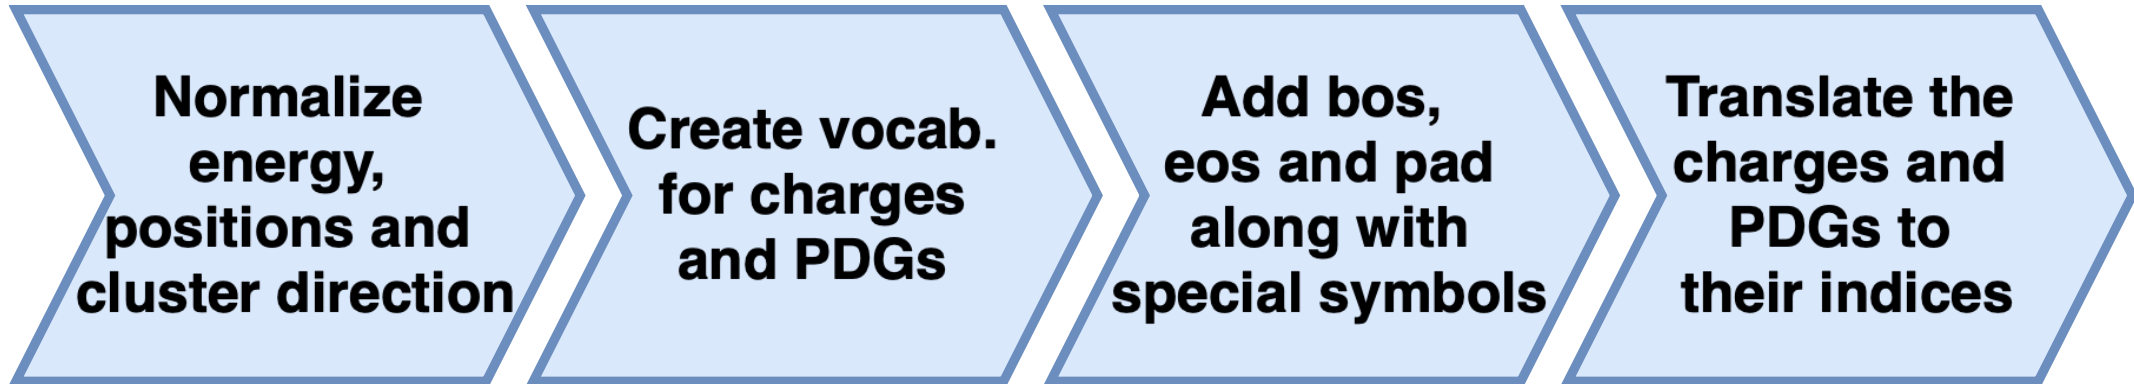 Normalize
energy,
positions and
cluster direction
Create vocab.
for charges
and PDGs
Add bos,
eos and pad
along with
special symbols
Translate the
charges and
PDGs to
their indices